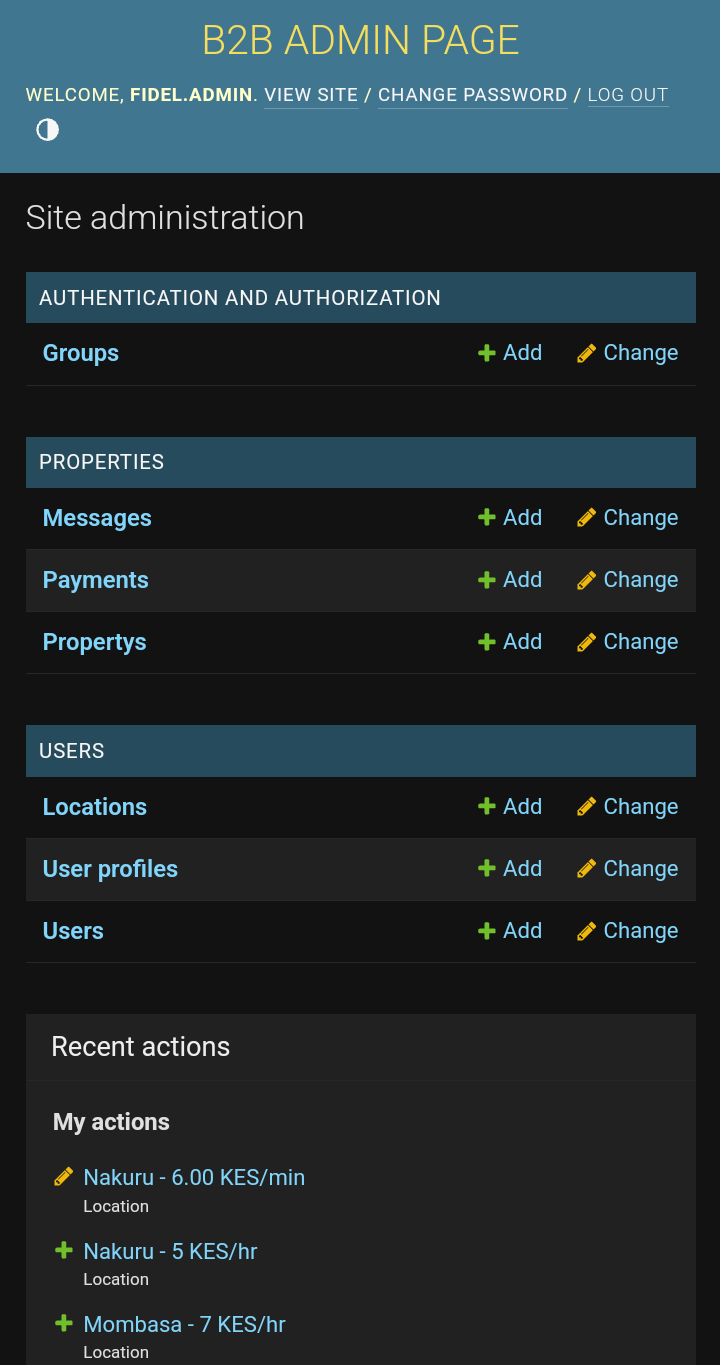 B2B ADMIN PAGE
WELCOME, FIDEL.ADMIN. VIEW SITE / CHANGE PASSWORD / LOG OUT
Site administration
AUTHENTICATION AND AUTHORIZATION
Groups Add Change
PROPERTIES
Messages Add Change
Payments Add Change
Propertys Add Change
USERS
Locations Add Change
User profiles Add Change
Users Add Change
Recent actions
My actions
Nakuru - 6.00 KES/min
Location
Nakuru - 5 KES/hr
Location
Mombasa - 7 KES/hr
Location